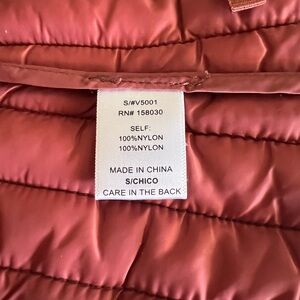 S/#V5001
RN# 158030
SELF:
100%NYLON
100%NYLON
MADE IN CHINA
S/CHICO
CARE IN THE BACK